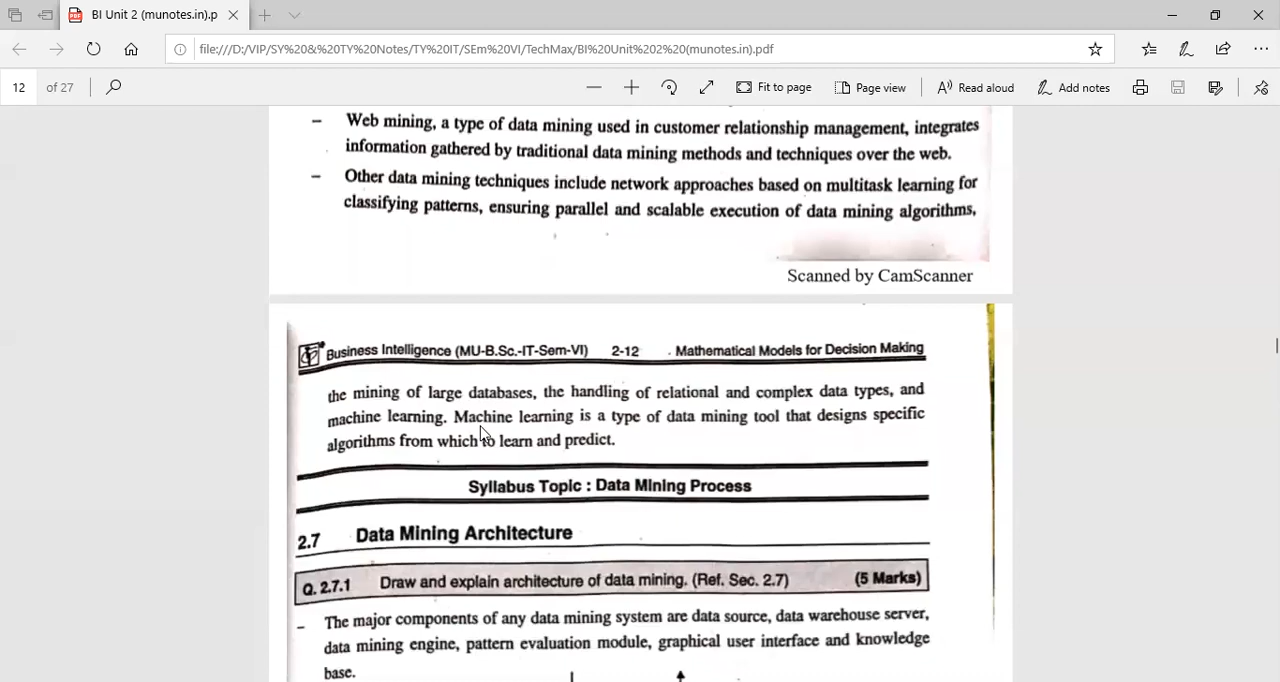 BI Unit 2 (munotes.in).p
file:///D:/VIP/SY%20&%20TY%20Notes/TY%20IT/SEm%20VI/TechMax/BI%20Unit%202%20(munotes.in).pdf
12 of 27 Fit to page Page view Read aloud Add notes
– Web mining, a type of data mining used in customer relationship management, integrates
information gathered by traditional data mining methods and techniques over the web.
– Other data mining techniques include network approaches based on multitask learning for
classifying patterns, ensuring parallel and scalable execution of data mining algorithms,
Scanned by CamScanner
Business Intelligence (MU-B.Sc.-IT-Sem-VI) 2-12 Mathematical Models for Decision Making
the mining of large databases, the handling of relational and complex data types, and
machine learning. Machine learning is a type of data mining tool that designs specific
algorithms from which to learn and predict.
Syllabus Topic : Data Mining Process
2.7 Data Mining Architecture
Q. 2.7.1 Draw and explain architecture of data mining. (Ref. Sec. 2.7) (5 Marks)
– The major components of any data mining system are data source, data warehouse server,
data mining engine, pattern evaluation module, graphical user interface and knowledge
base.